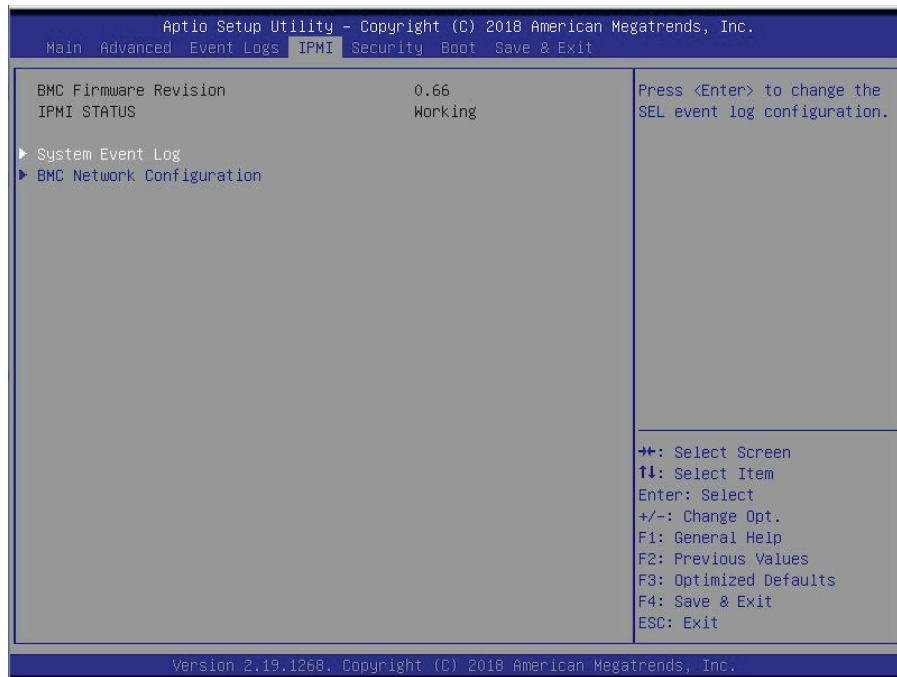 Aptio Setup Utility – Copyright (C) 2018 American Megatrends, Inc.
Main Advanced Event Logs IPMI Security Boot Save & Exit
BMC Firmware Revision 0.66
IPMI STATUS Working
System Event Log
BMC Network Configuration
Press <Enter> to change the
SEL event log configuration.
→←: Select Screen
↑↓: Select Item
Enter: Select
+/-: Change Opt.
F1: General Help
F2: Previous Values
F3: Optimized Defaults
F4: Save & Exit
ESC: Exit
Version 2.19.1268. Copyright (C) 2018 American Megatrends, Inc.